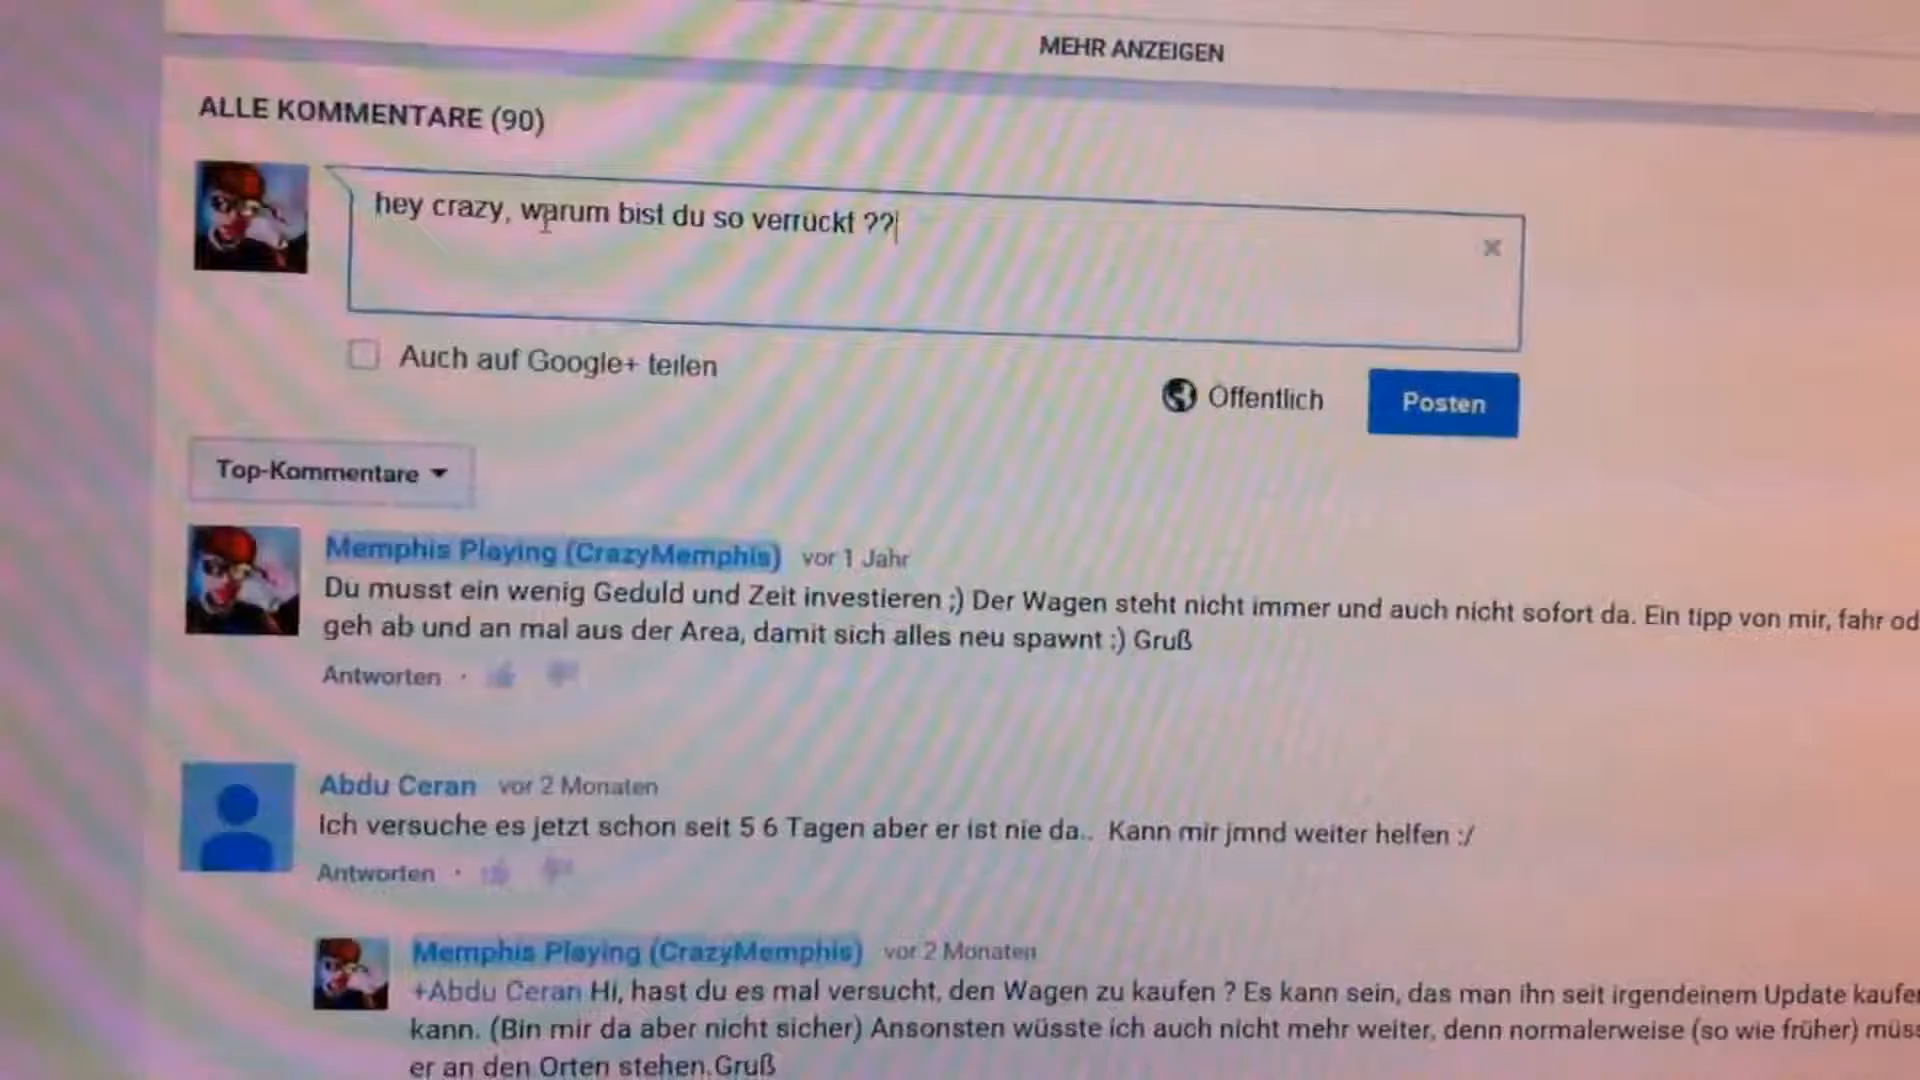 MEHR ANZEIGEN
ALLE KOMMENTARE (90)
hey crazy, warum bist du so verrückt ??
Auch auf Google+ teilen
Öffentlich
Posten
Top-Kommentare
Memphis Playing (CrazyMemphis) vor 1 Jahr
Du musst ein wenig Geduld und Zeit investieren ;) Der Wagen steht nicht immer und auch nicht sofort da. Ein tipp von mir, fahr od
geh ab und an mal aus der Area, damit sich alles neu spawnt :) Gruß
Antworten ·
Abdu Ceran vor 2 Monaten
Ich versuche es jetzt schon seit 5 6 Tagen aber er ist nie da.. Kann mir jmnd weiter helfen :/
Antworten ·
Memphis Playing (CrazyMemphis) vor 2 Monaten
+Abdu Ceran Hi, hast du es mal versucht, den Wagen zu kaufen ? Es kann sein, das man ihn seit irgendeinem Update kaufen
kann. (Bin mir da aber nicht sicher) Ansonsten wüsste ich auch nicht mehr weiter, denn normalerweise (so wie früher) müss
er an den Orten stehen.Gruß